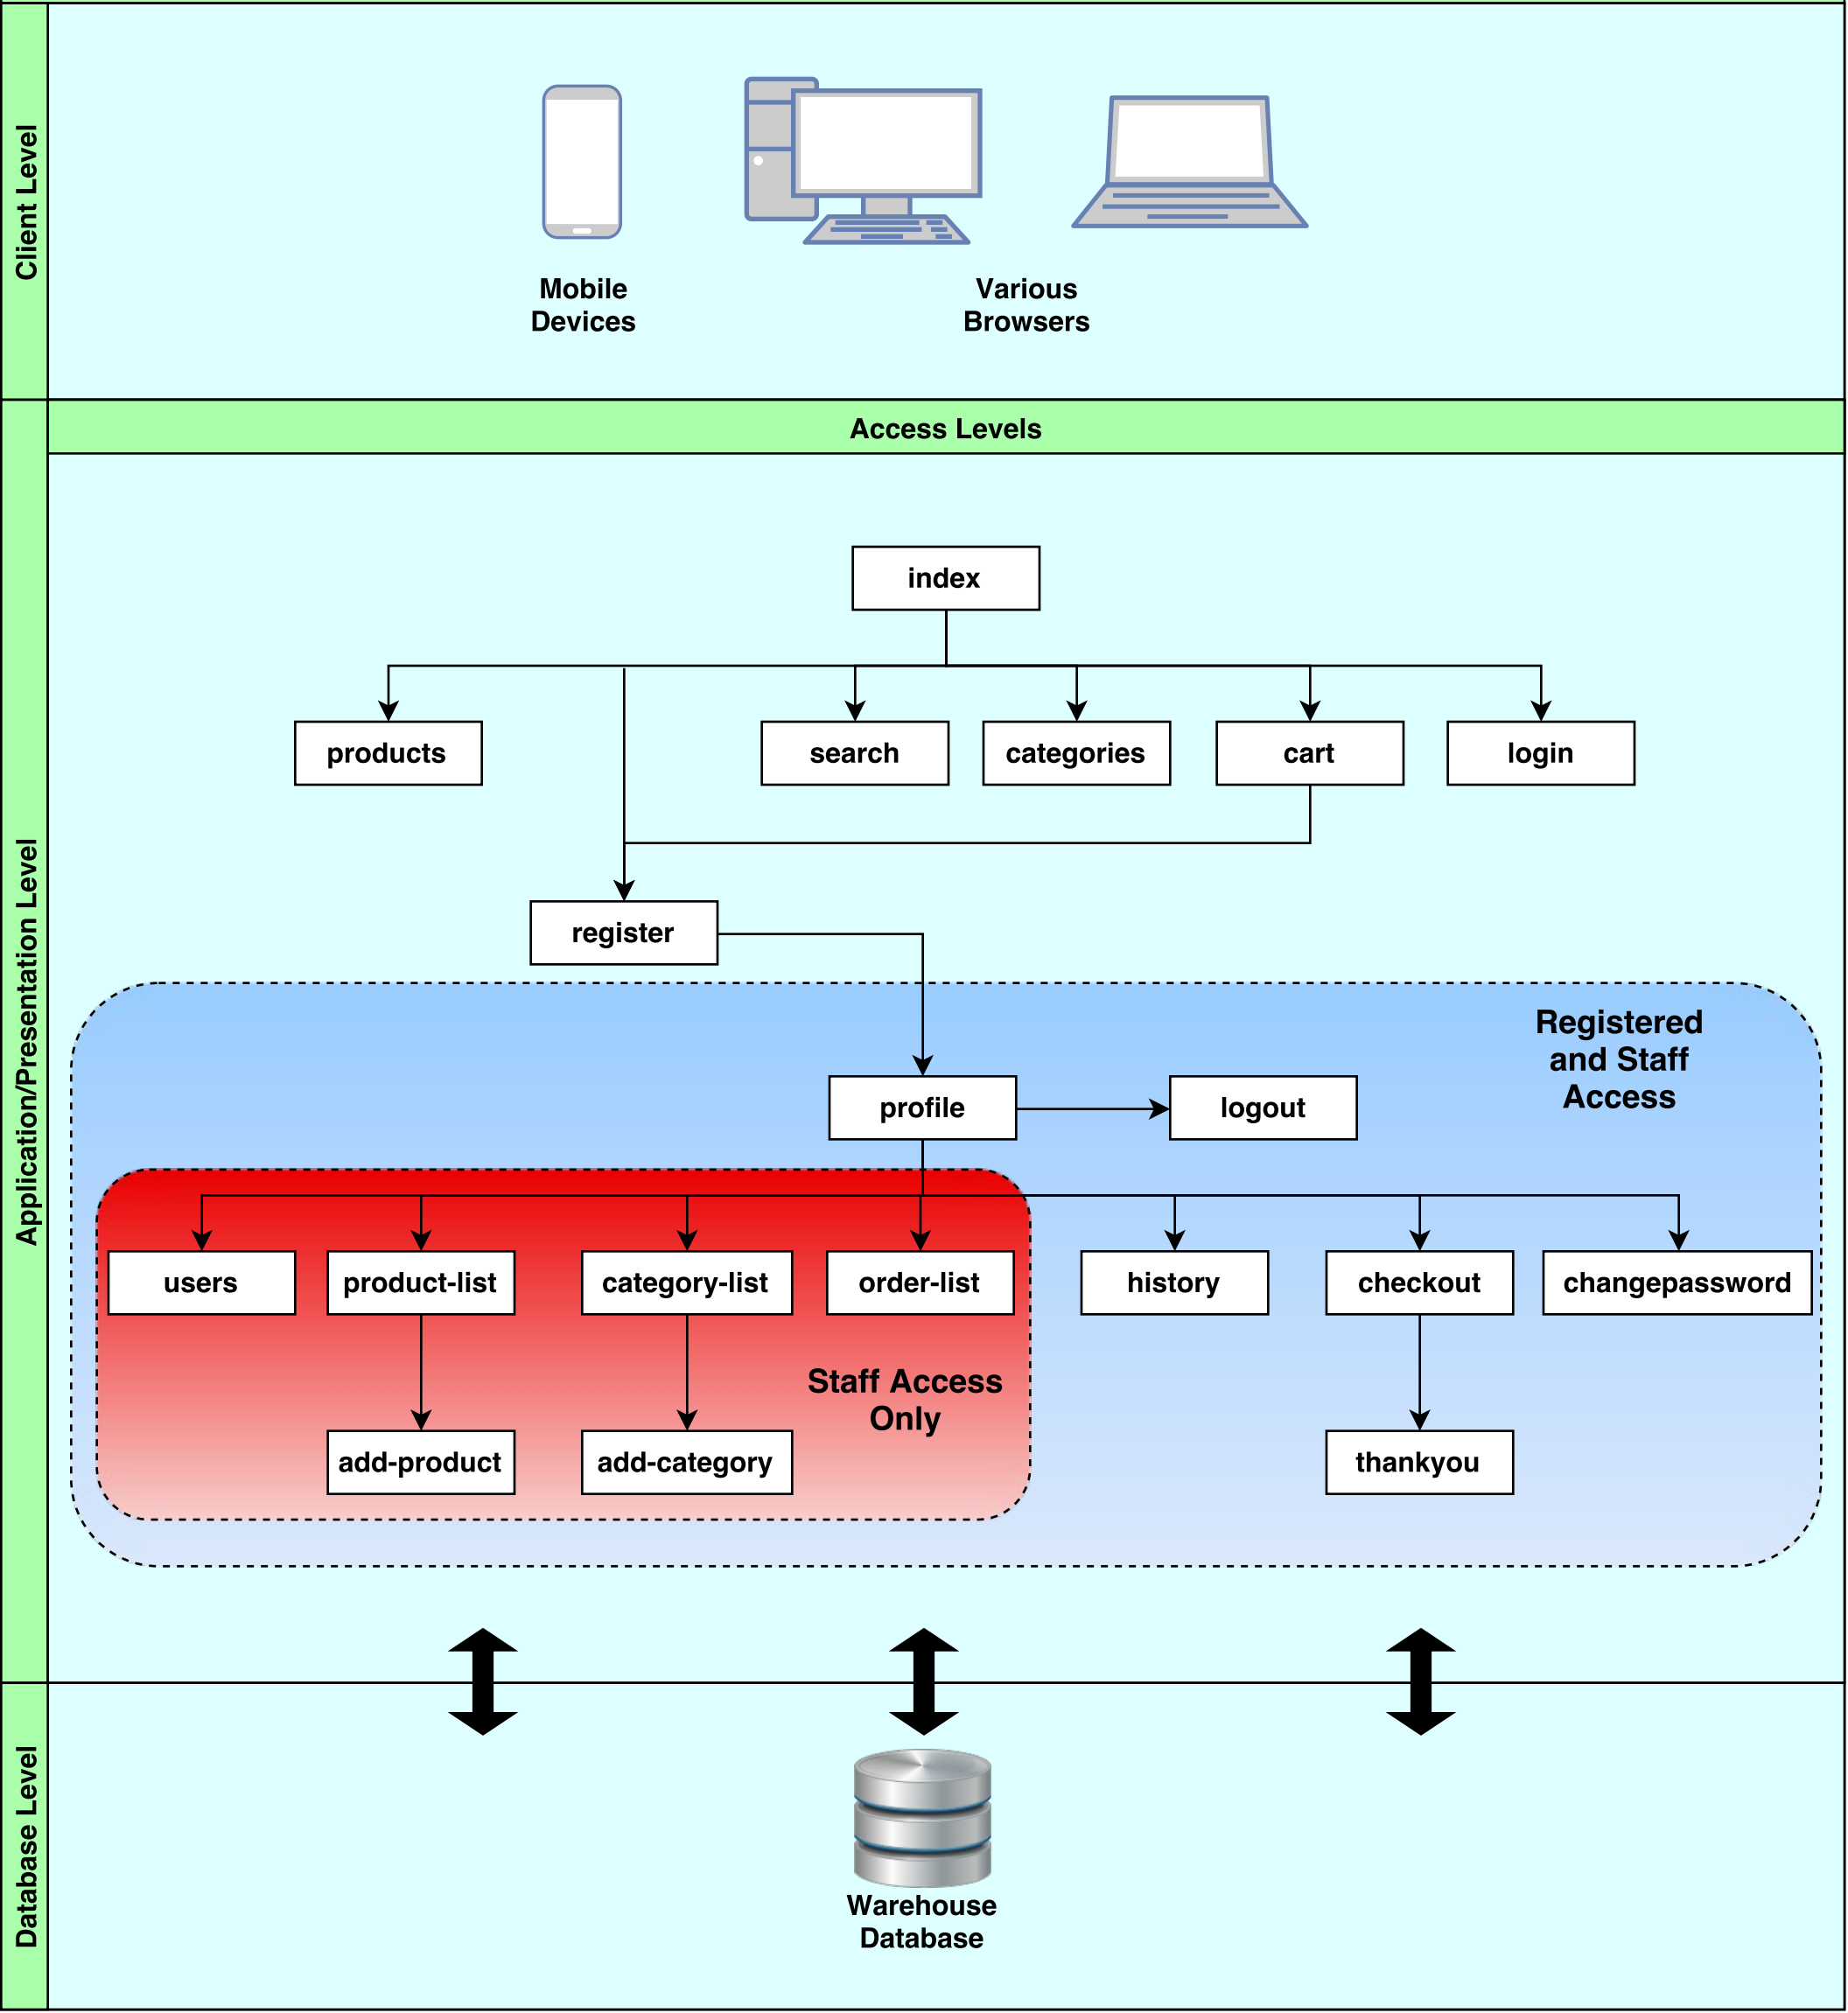 Client Level
Mobile
Devices
Various
Browsers
Application/Presentation Level
Access Levels
index
products
search
categories
cart
login
register
Registered
and Staff
Access
profile
logout
users
product-list
category-list
order-list
history
checkout
changepassword
Staff Access
Only
add-product
add-category
thankyou
Database Level
Warehouse
Database